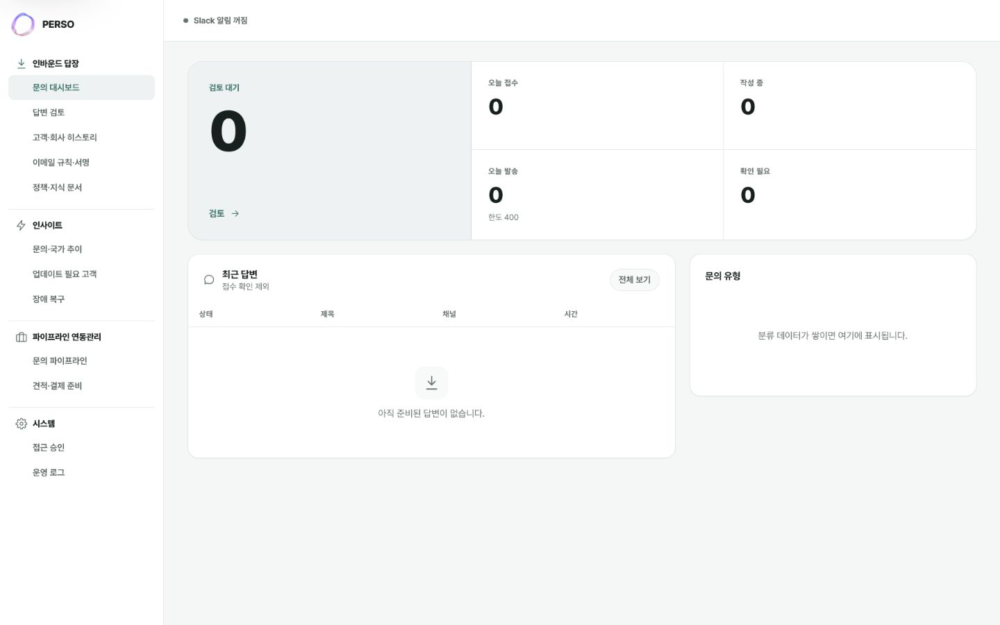 PERSO
인바운드 답장
문의 대시보드
답변 검토
고객·회사 히스토리
이메일 규칙·서명
정책·지식 문서
인사이트
문의·국가 추이
업데이트 필요 고객
장애 복구
파이프라인 연동관리
문의 파이프라인
견적·결제 준비
시스템
접근 승인
운영 로그
Slack 알림 꺼짐
검토 대기
0
검토
오늘 접수
0
작성 중
0
오늘 발송
0
한도 400
확인 필요
0
최근 답변
접수 확인 제외
전체 보기
상태 제목 채널 시간
아직 준비된 답변이 없습니다.
문의 유형
분류 데이터가 쌓이면 여기에 표시됩니다.